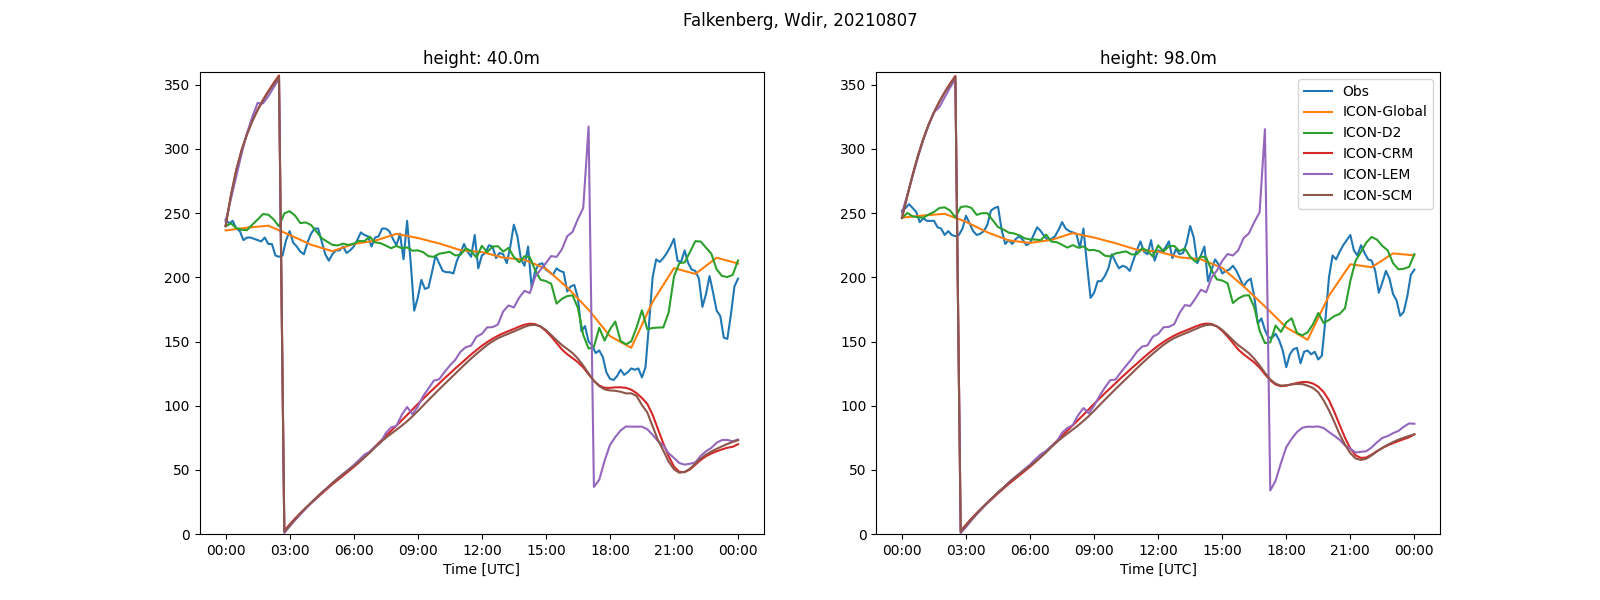 Falkenberg, Wdir, 20210807
height: 40.0m
350
300
250
200
150
100
50
0
00:00 03:00 06:00 09:00 12:00 15:00 18:00 21:00 00:00
Time [UTC]
height: 98.0m
350
300
250
200
150
100
50
0
00:00 03:00 06:00 09:00 12:00 15:00 18:00 21:00 00:00
Time [UTC]
Obs
ICON-Global
ICON-D2
ICON-CRM
ICON-LEM
ICON-SCM